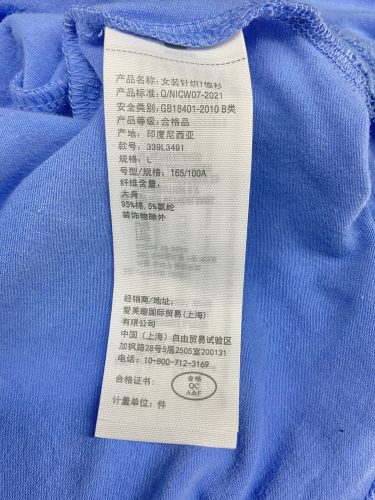 产品名称：女装针织T恤衫
产品标准：Q/NICW07-2021
安全类别：GB18401-2010 B类
产品等级：合格品
产地：印度尼西亚
款号：339L3491
规格：L
号型/规格：165/100A
纤维含量：
大身：
95%棉,5%氨纶
装饰物除外
经销商/地址：
爱芙趣国际贸易(上海)
有限公司
中国（上海）自由贸易试验区
加枫路28号5层2505室200131
电话：10-800-712-3169
合格证书：
合格
QC
A&F
计量单位：件